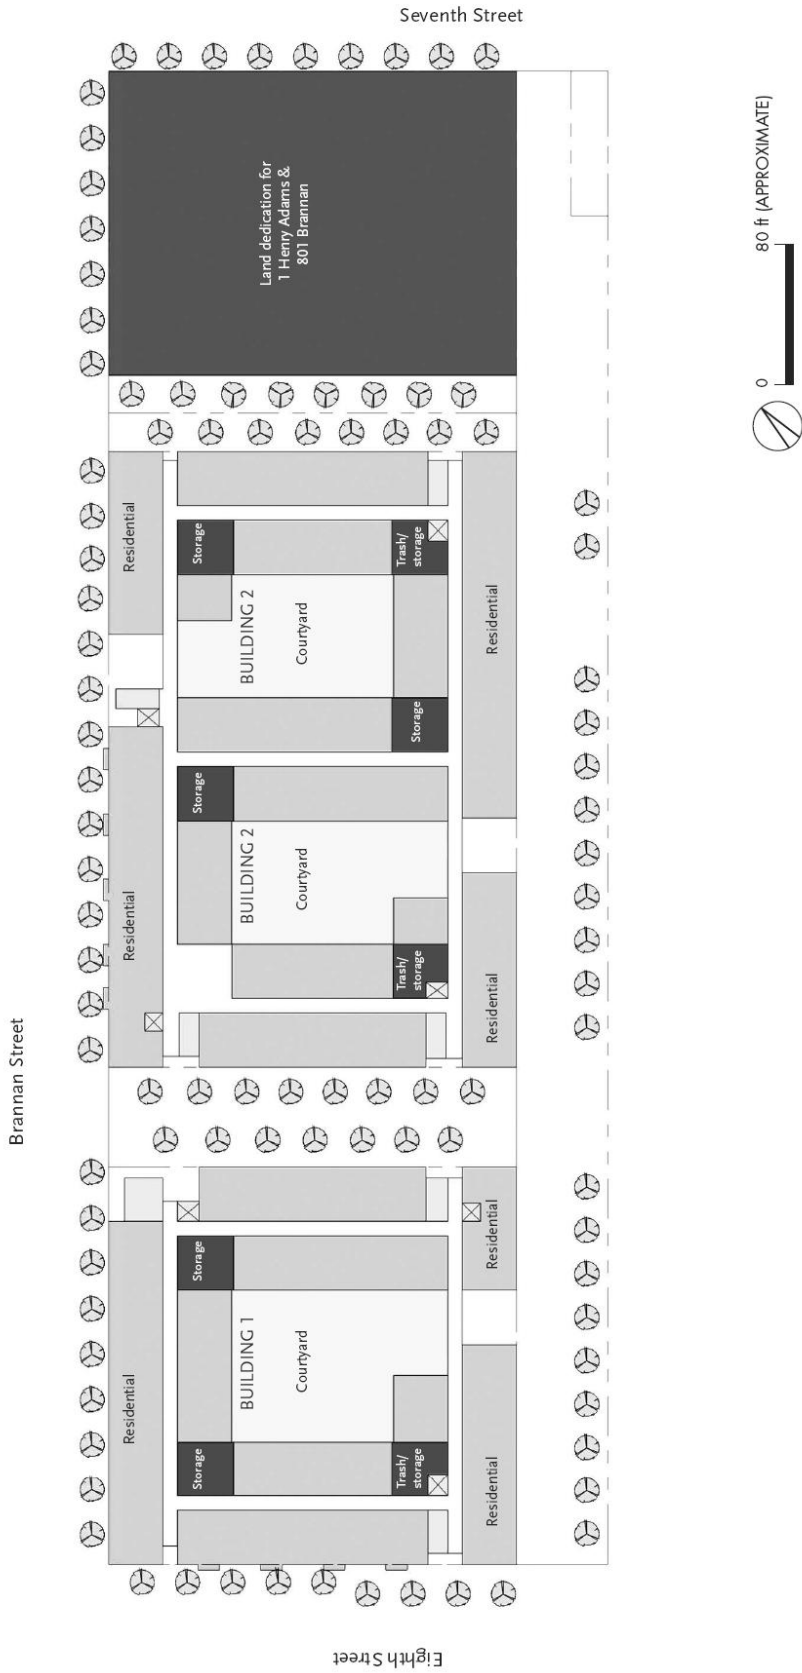 Seventh Street
Land dedication for
1 Henry Adams &
801 Brannan
80 ft (APPROXIMATE)
0
Residential
Storage
Trash/
storage
BUILDING 2
Courtyard
Residential
Storage
Storage
BUILDING 2
Courtyard
Residential
Trash/
storage
Residential
Brannan Street
Storage
Residential
BUILDING 1
Courtyard
Residential
Storage
Trash/
storage
Residential
Eighth Street